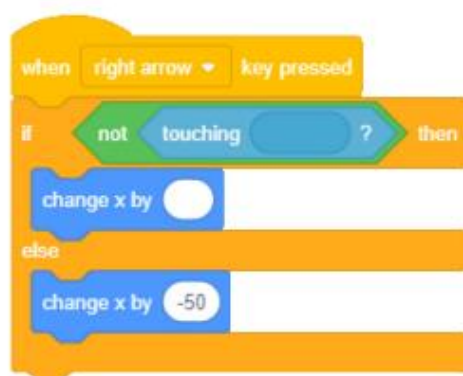 when right arrow key pressed
if not touching ? then
change x by
else
change x by -50